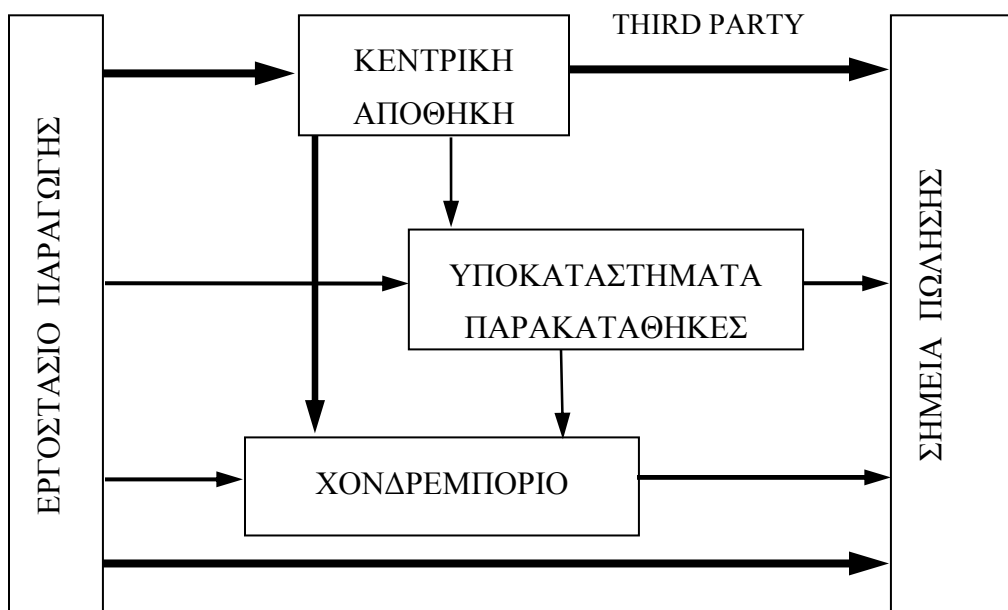 THIRD PARTY
ΚΕΝΤΡΙΚΗ
ΑΠΟΘΗΚΗ
ΕΡΓΟΣΤΑΣΙΟ ΠΑΡΑΓΩΓΗΣ
ΥΠΟΚΑΤΑΣΤΗΜΑΤΑ
ΠΑΡΑΚΑΤΑΘΗΚΕΣ
ΣΗΜΕΙΑ ΠΩΛΗΣΗΣ
ΧΟΝΔΡΕΜΠΟΡΙΟ